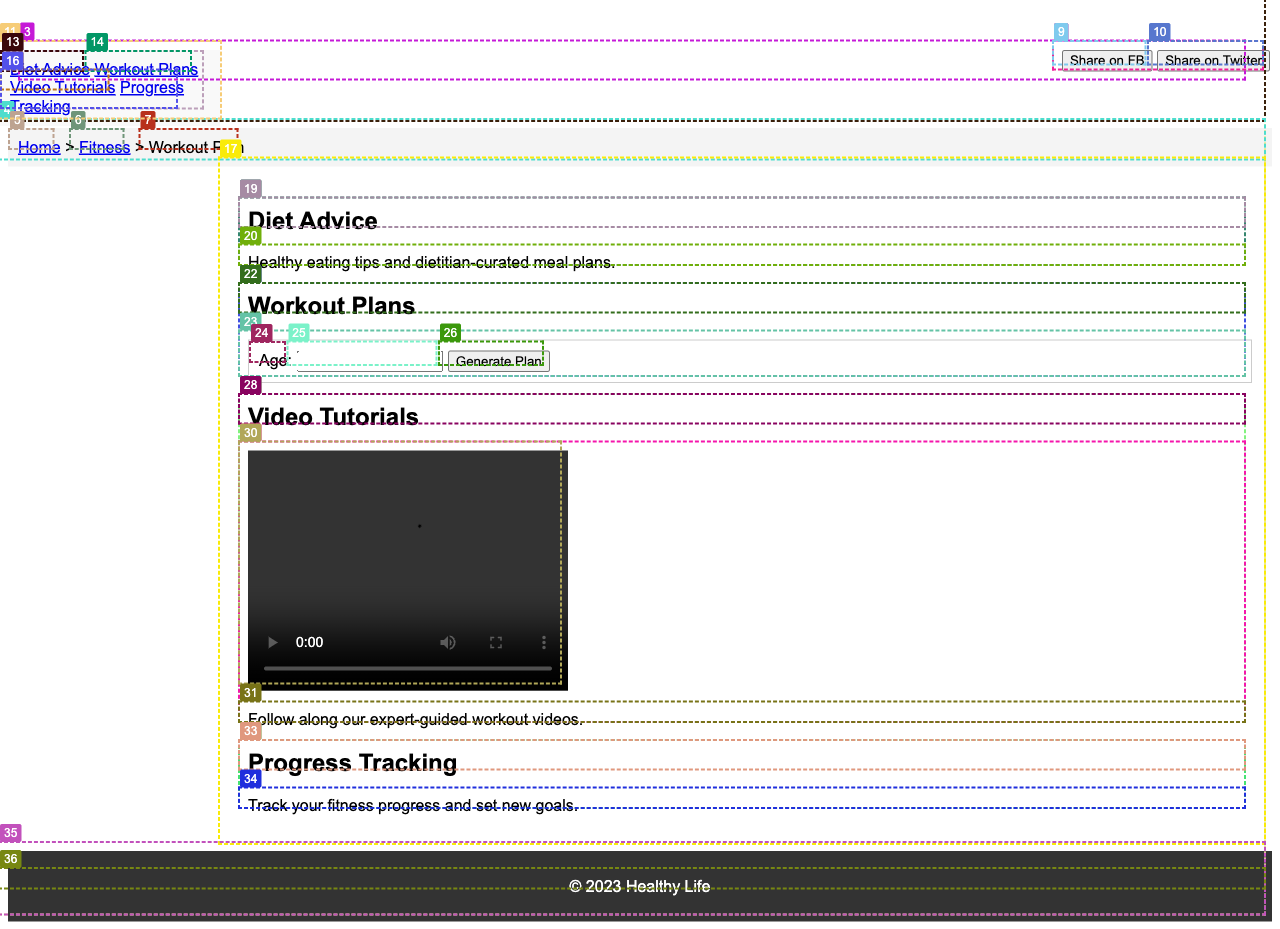 11 3 9 10
13 14
16 Diet Advice Workout Plans Share on FB Share on Twitter
Video Tutorials Progress
Tracking
5 6 7
Home > Fitness > Workout Plan
17
19
Diet Advice
20
Healthy eating tips and dietitian-curated meal plans.
22
Workout Plans
23
24 25 26
Age: Generate Plan
28
Video Tutorials
30
0:00
31
Follow along our expert-guided workout videos.
33
Progress Tracking
34
Track your fitness progress and set new goals.
35
36
© 2023 Healthy Life